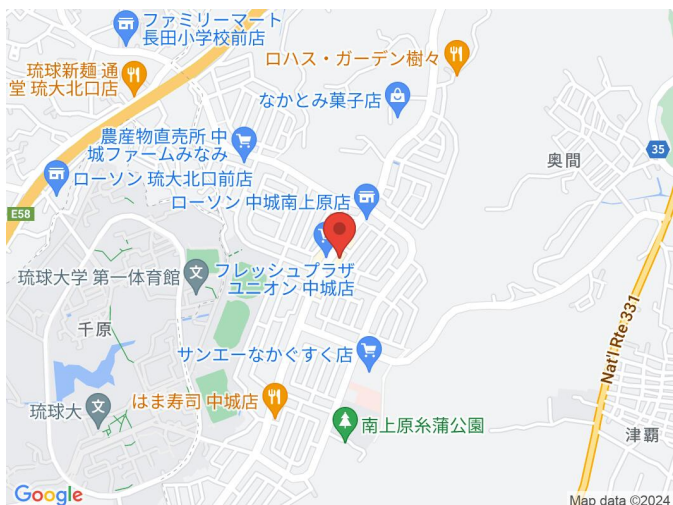 ファミリーマート
長田小学校前店
ロハス・ガーデン樹々
琉球新麺 通
堂 琉大北口店
なかとみ菓子店
農産物直売所 中
城ファームみなみ
35
奥間
ローソン 琉大北口前店
ローソン 中城南上原店
E58
琉球大学 第一体育館
フレッシュプラザ
ユニオン 中城店
千原
サンエーなかぐすく店
Nat'l Rte 331
はま寿司 中城店
琉球大
南上原糸蒲公園
津覇
Google
Map data ©2024